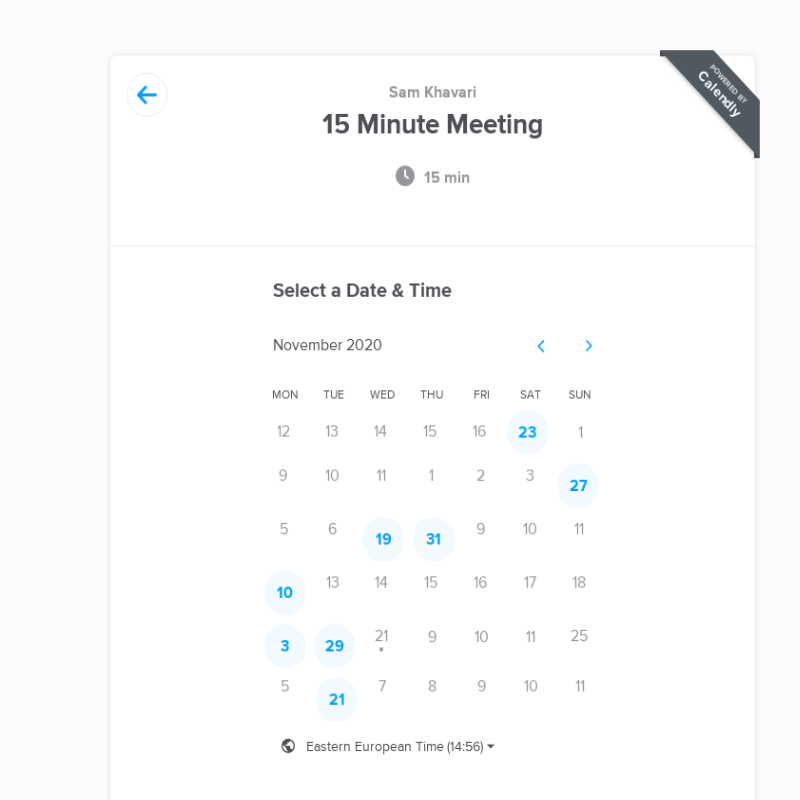 POWERED BY
Calendly
Sam Khavari
15 Minute Meeting
15 min
Select a Date & Time
November 2020
MON TUE WED THU FRI SAT SUN
12 13 14 15 16 23 1
9 10 11 1 2 3 27
5 6 19 31 9 10 11
10 13 14 15 16 17 18
3 29 21 9 10 11 25
5 21 7 8 9 10 11
Eastern European Time (14:56)